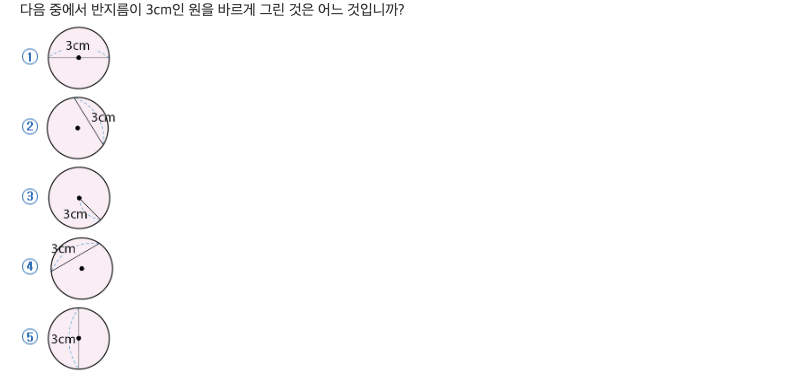 다음 중에서 반지름이 3cm인 원을 바르게 그린 것은 어느 것입니까?
① 3cm
② 3cm
③ 3cm
④ 3cm
⑤ 3cm